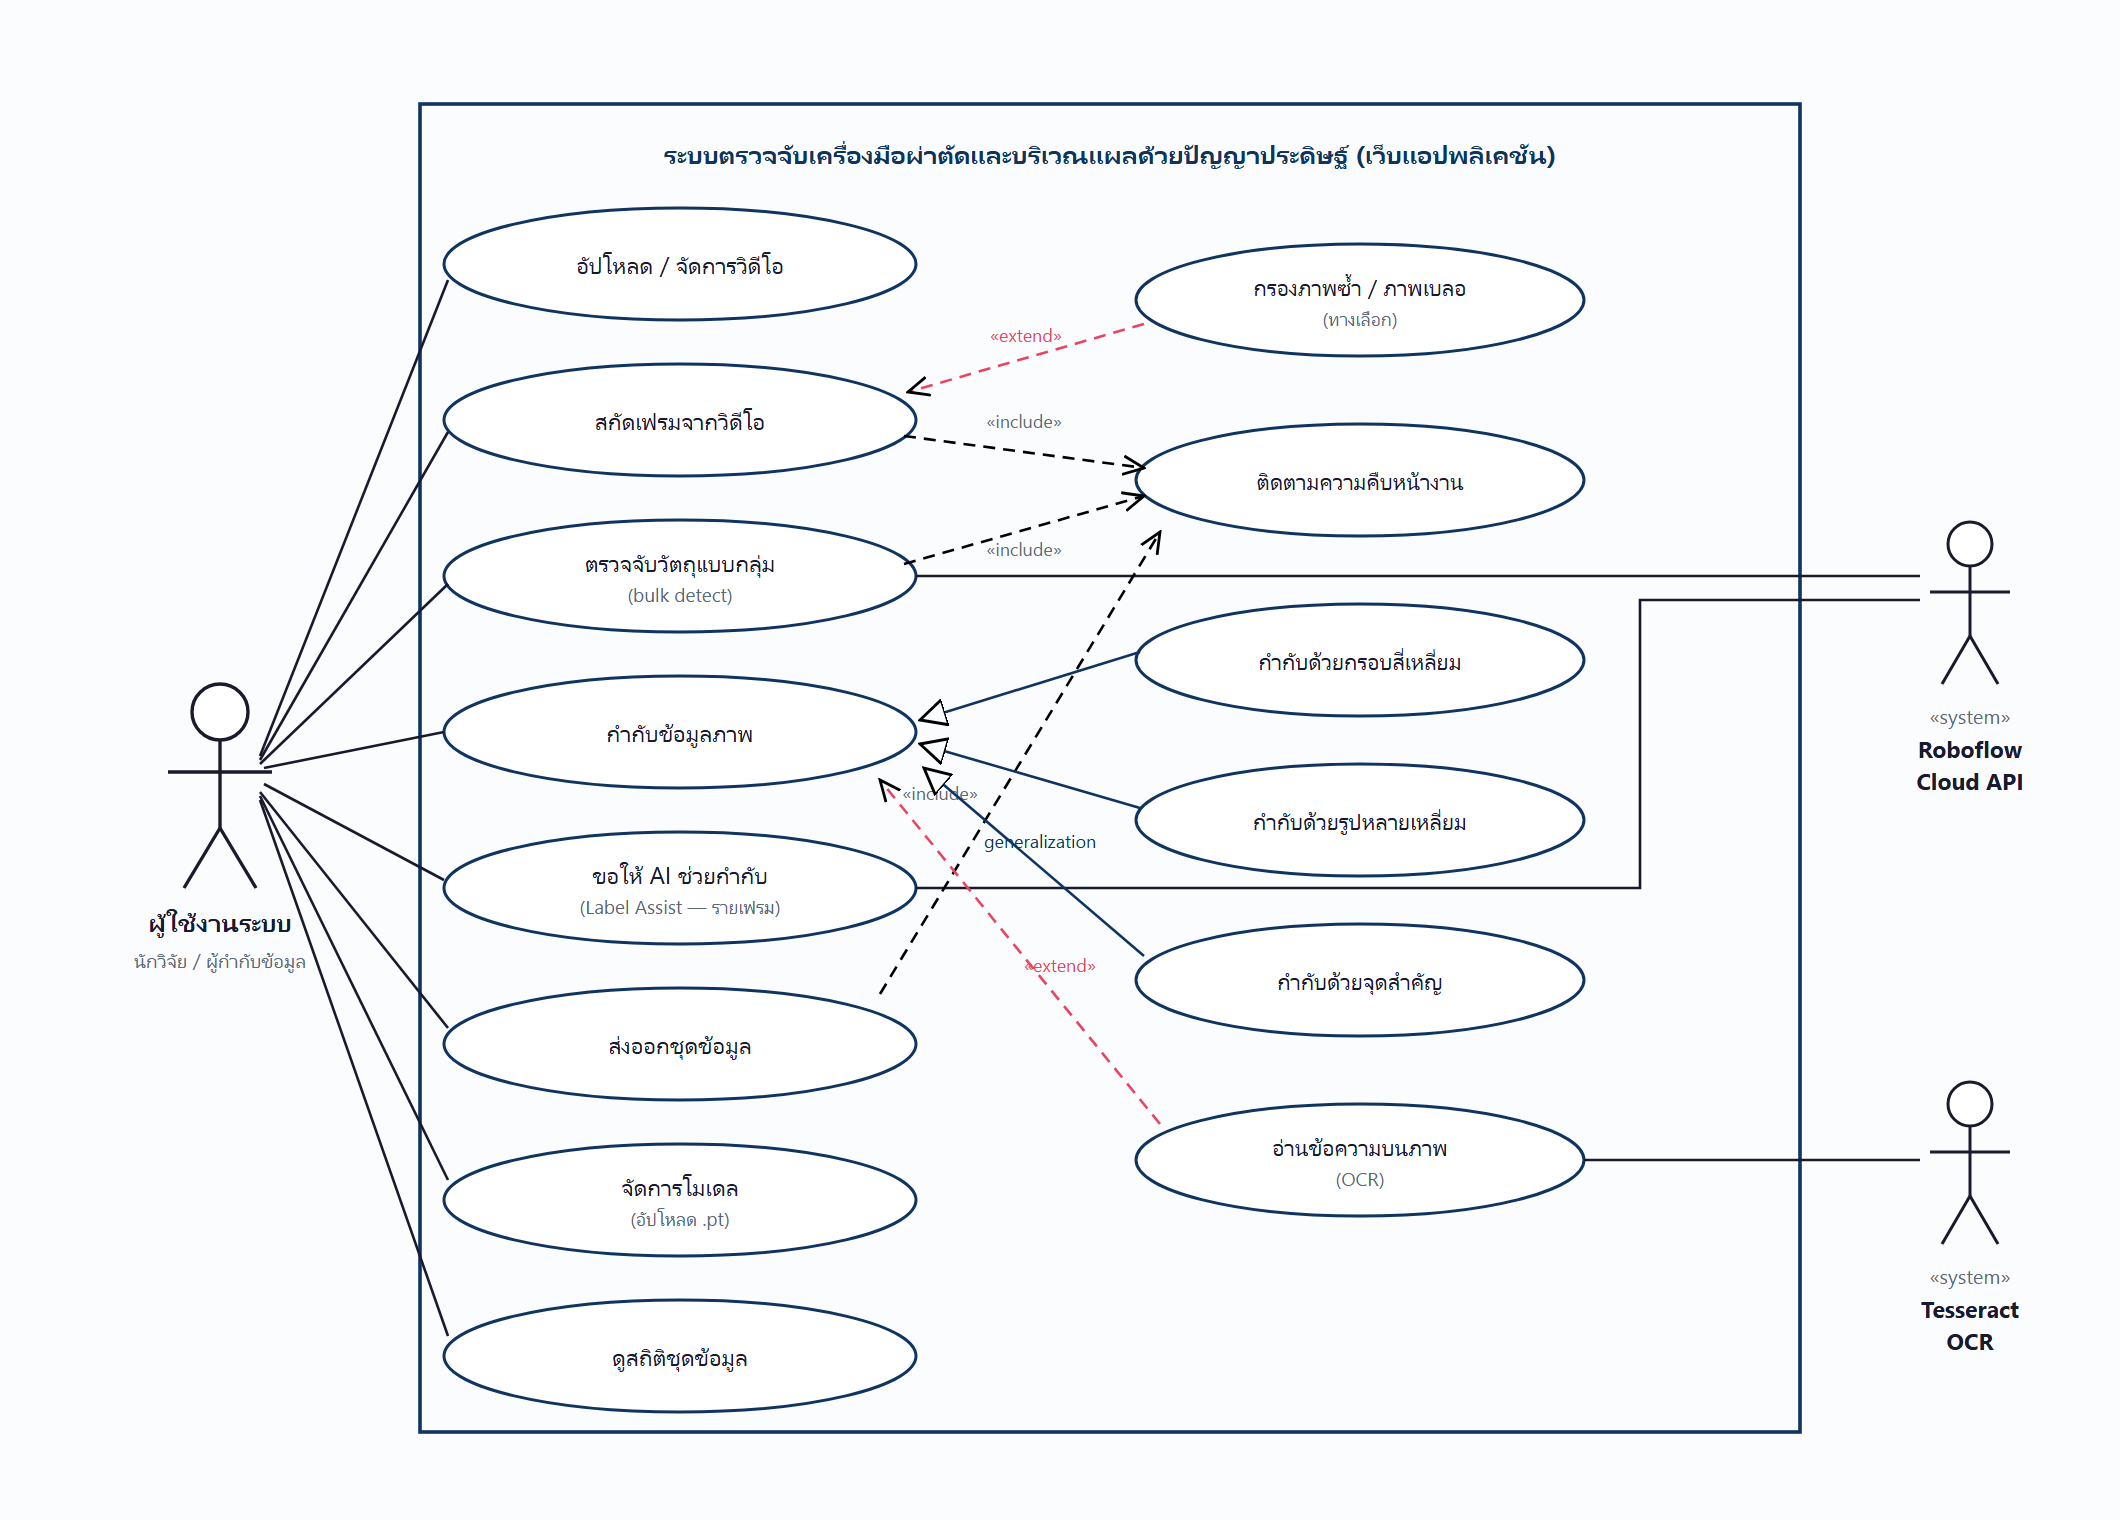 ระบบตรวจจับเครื่องมือผ่าตัดและบริเวณแผลด้วยปัญญาประดิษฐ์ (เว็บแอปพลิเคชัน)
อัปโหลด / จัดการวิดีโอ
กรองภาพซ้ำ / ภาพเบลอ
(ทางเลือก)
«extend»
สกัดเฟรมจากวิดีโอ
«include»
ติดตามความคืบหน้างาน
ตรวจจับวัตถุแบบกลุ่ม
(bulk detect)
«include»
กำกับด้วยกรอบสี่เหลี่ยม
กำกับข้อมูลภาพ
«include»
กำกับด้วยรูปหลายเหลี่ยม
generalization
ขอให้ AI ช่วยกำกับ
(Label Assist — รายเฟรม)
«extend»
กำกับด้วยจุดสำคัญ
ส่งออกชุดข้อมูล
อ่านข้อความบนภาพ
(OCR)
จัดการโมเดล
(อัปโหลด .pt)
ดูสถิติชุดข้อมูล
ผู้ใช้งานระบบ
นักวิจัย / ผู้กำกับข้อมูล
«system»
Roboflow
Cloud API
«system»
Tesseract
OCR